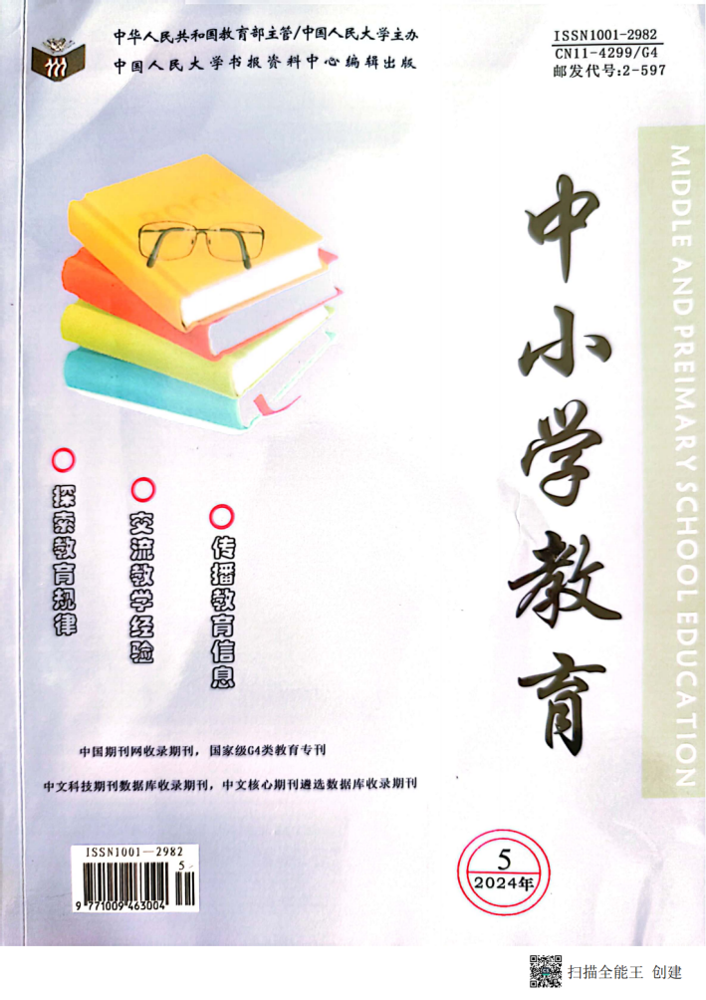 中华人民共和国教育部主管/中国人民大学主办
中国人民大学书报资料中心编辑出版
ISSN1001-2982
CN11-4299/G4
邮发代号:2-597
MIDDLE AND PREIMARY SCHOOL EDUCATION
中小学教育
探索教育规律
交流教学经验
传播教育信息
中国期刊网收录期刊，国家级G4类教育专刊
中文科技期刊数据库收录期刊，中文核心期刊遴选数据库收录期刊
ISSN1001—2982
5
9 771009 463004
5
2024年
扫描全能王 创建